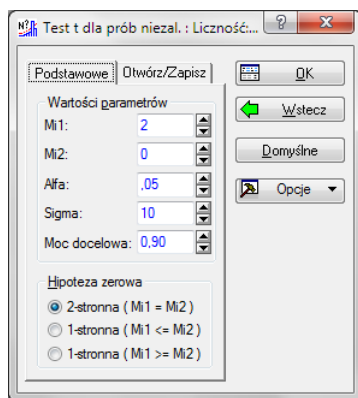 Test t dla prób niezal. : Liczność:...
Podstawowe
Otwórz/Zapisz
OK
Wstecz
Domyślne
Opcje
Wartości parametrów
Mi1: 2
Mi2: 0
Alfa: ,05
Sigma: 10
Moc docelowa: 0,90
Hipoteza zerowa
2-stronna ( Mi1 = Mi2 )
1-stronna ( Mi1 <= Mi2 )
1-stronna ( Mi1 >= Mi2 )